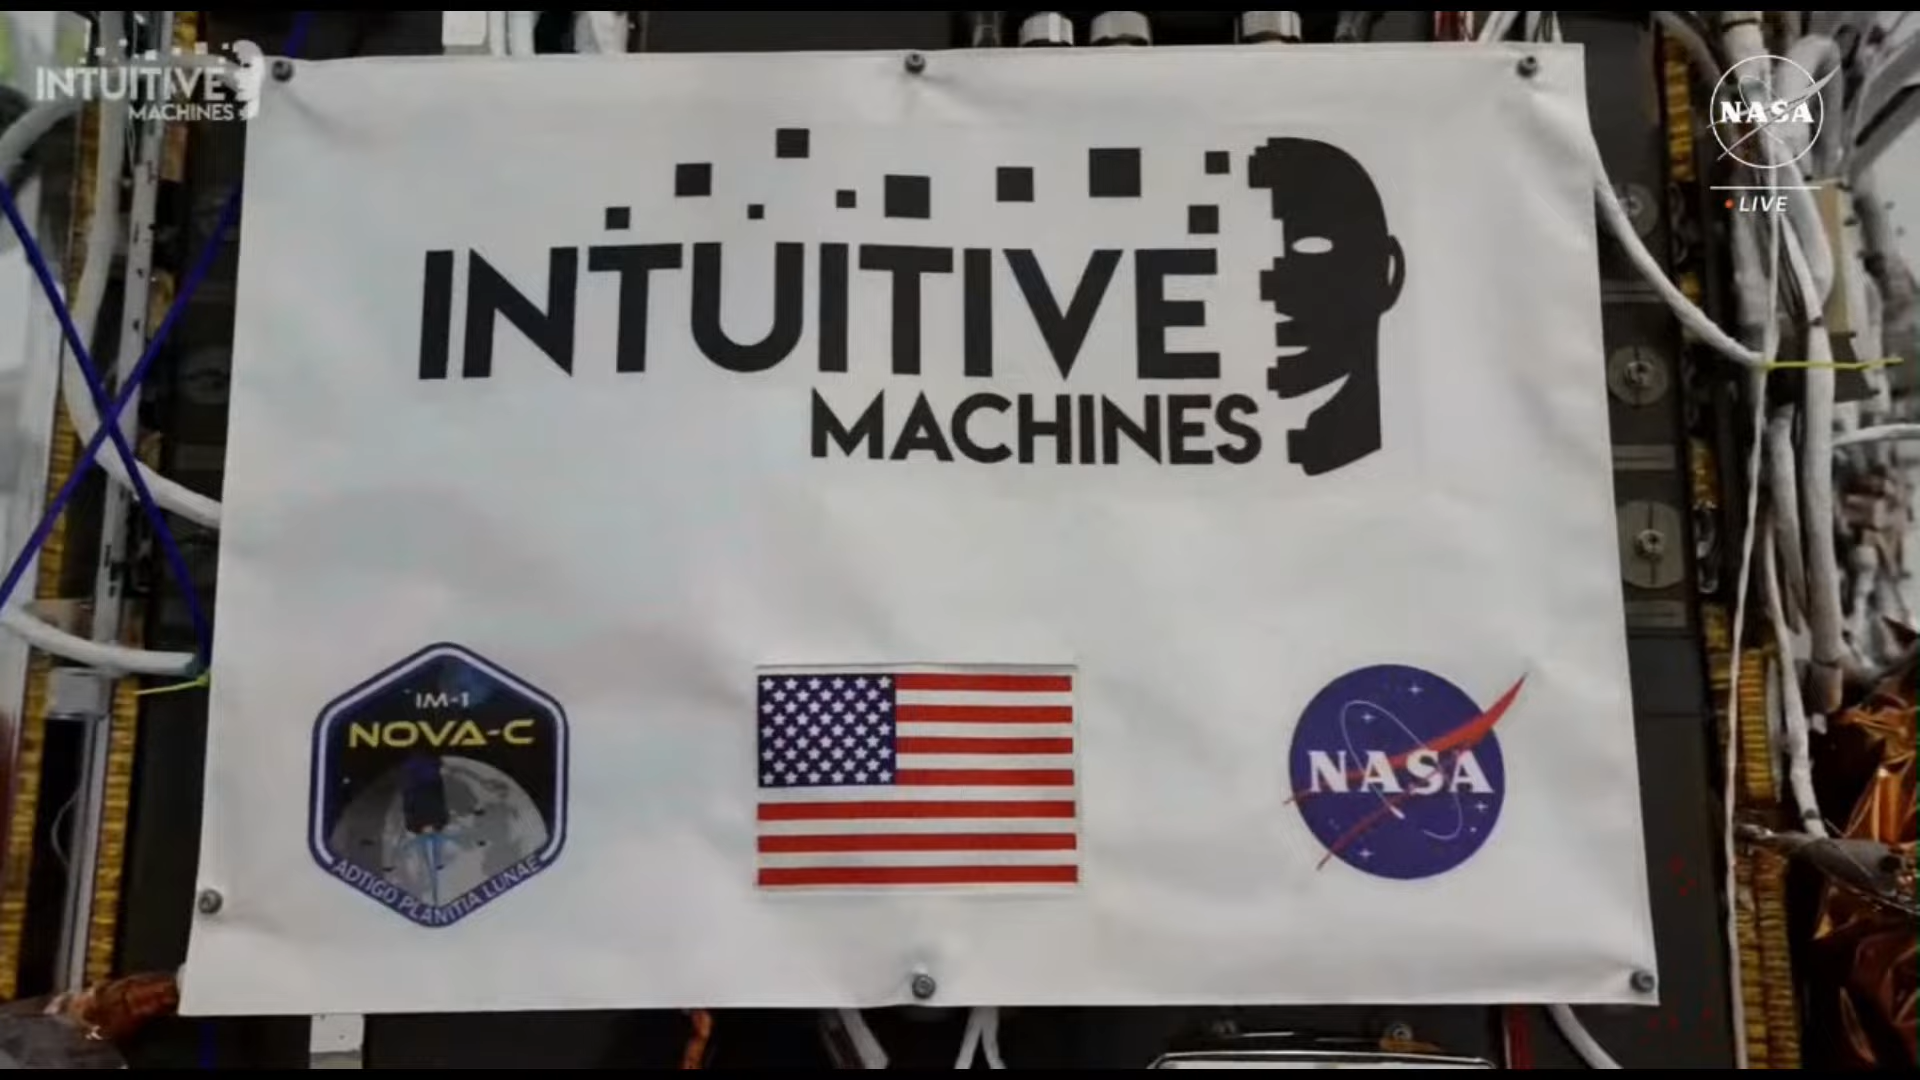 INTUITIVE
MACHINES
NASA
LIVE
INTUITIVE
MACHINES
IM-1
NOVA-C
ADTIGO PLANITIA LUNAE
NASA